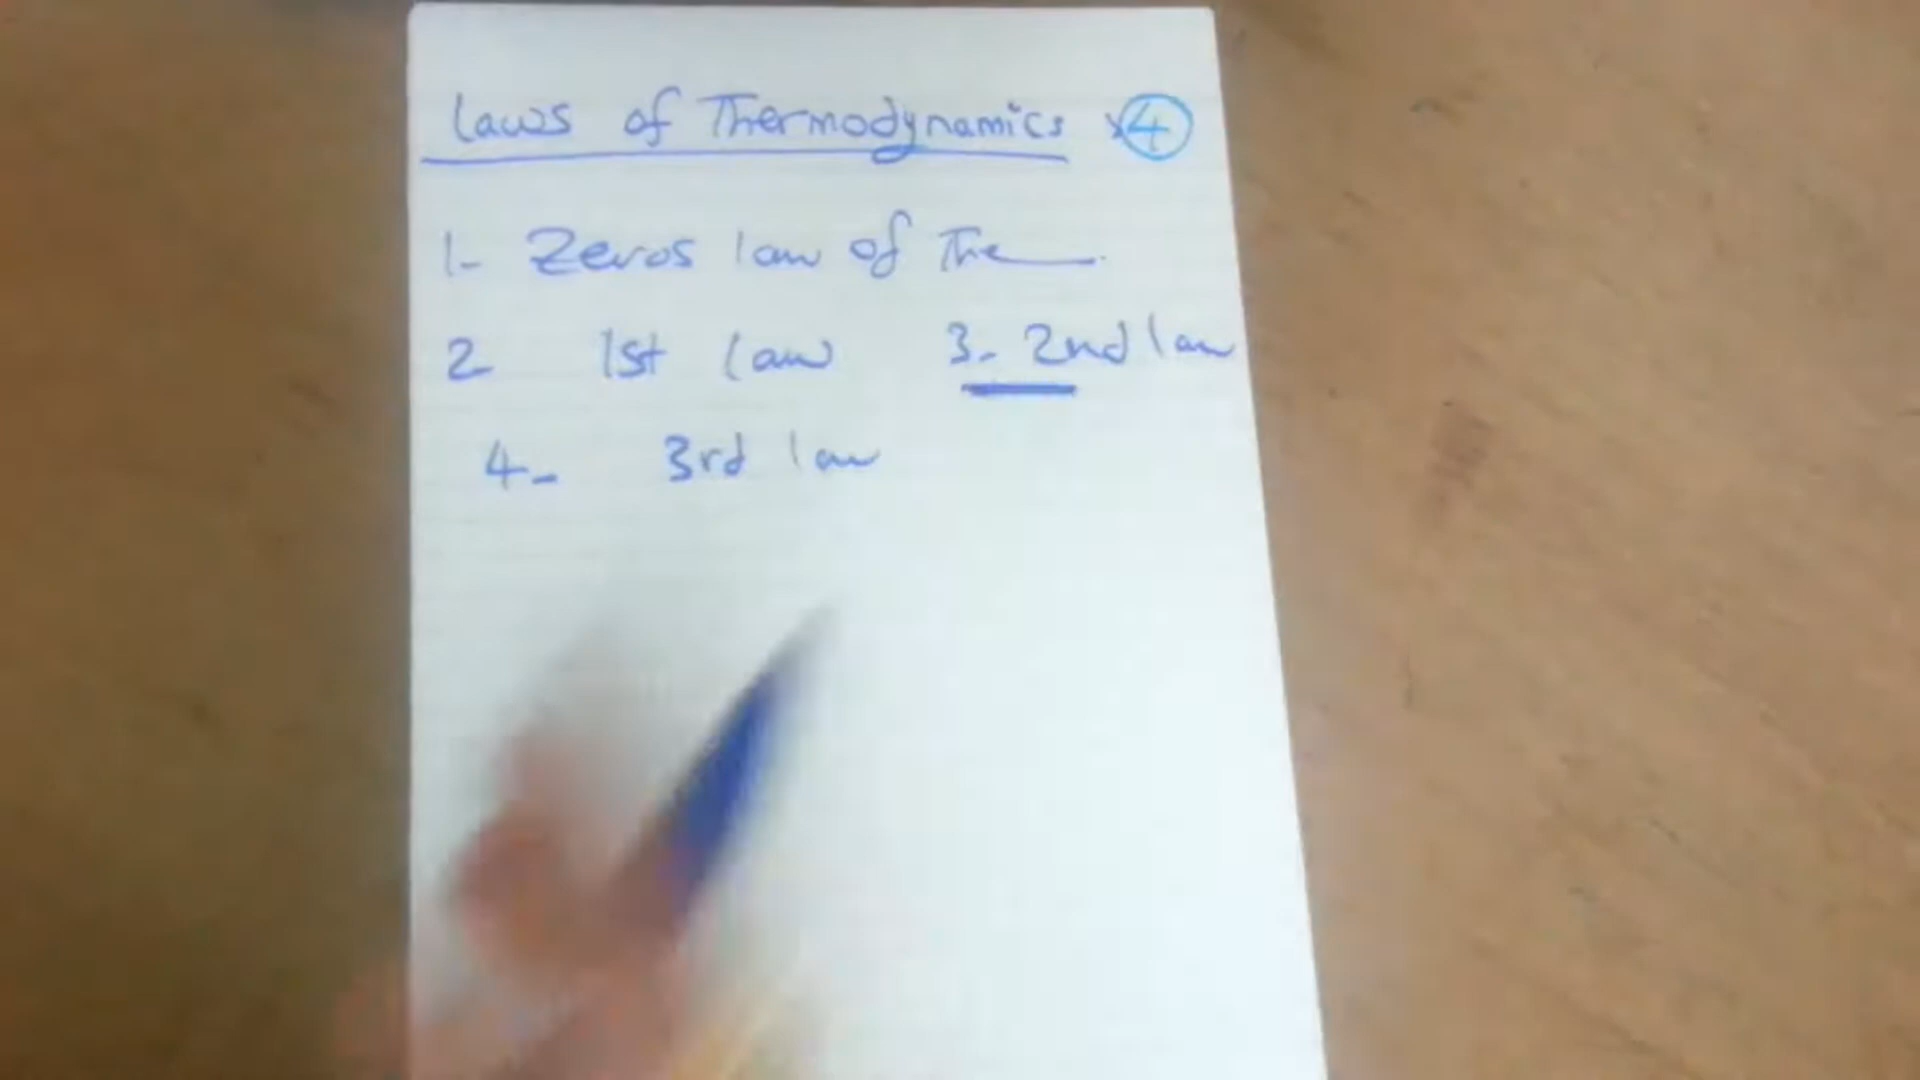 Laws of Thermodynamics 4
1- Zeros law of The
2 1st law 3- 2nd law
4- 3rd law